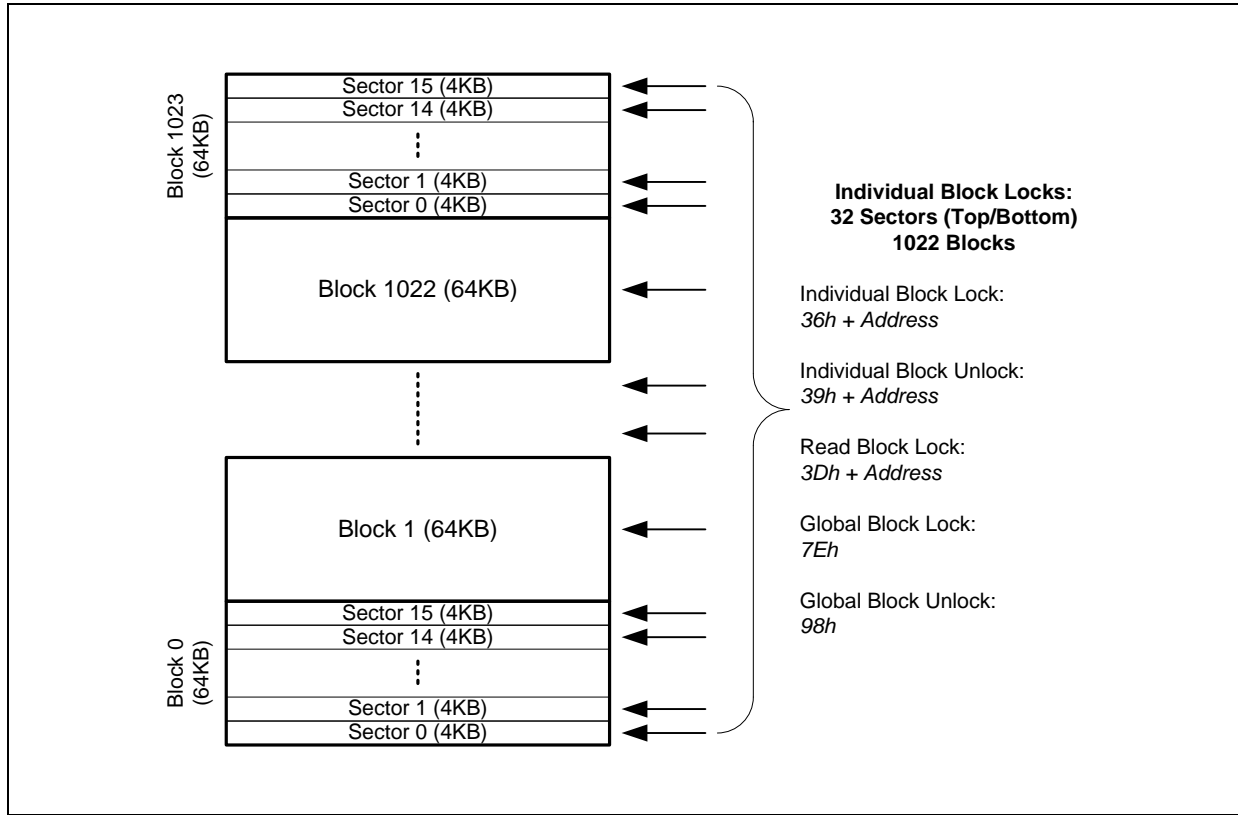 Block 1023
(64KB)
Sector 15 (4KB)
Sector 14 (4KB)
Sector 1 (4KB)
Sector 0 (4KB)
Block 1022 (64KB)
Block 1 (64KB)
Block 0
(64KB)
Sector 15 (4KB)
Sector 14 (4KB)
Sector 1 (4KB)
Sector 0 (4KB)
Individual Block Locks:
32 Sectors (Top/Bottom)
1022 Blocks
Individual Block Lock:
36h + Address
Individual Block Unlock:
39h + Address
Read Block Lock:
3Dh + Address
Global Block Lock:
7Eh
Global Block Unlock:
98h